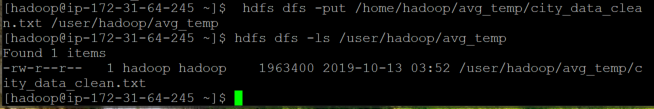 [hadoop@ip-172-31-64-245 ~]$  hdfs dfs -put /home/hadoop/avg_temp/city_data_clea
n.txt /user/hadoop/avg_temp
[hadoop@ip-172-31-64-245 ~]$ hdfs dfs -ls /user/hadoop/avg_temp
Found 1 items
-rw-r--r--   1 hadoop hadoop    1963400 2019-10-13 03:52 /user/hadoop/avg_temp/c
ity_data_clean.txt
[hadoop@ip-172-31-64-245 ~]$